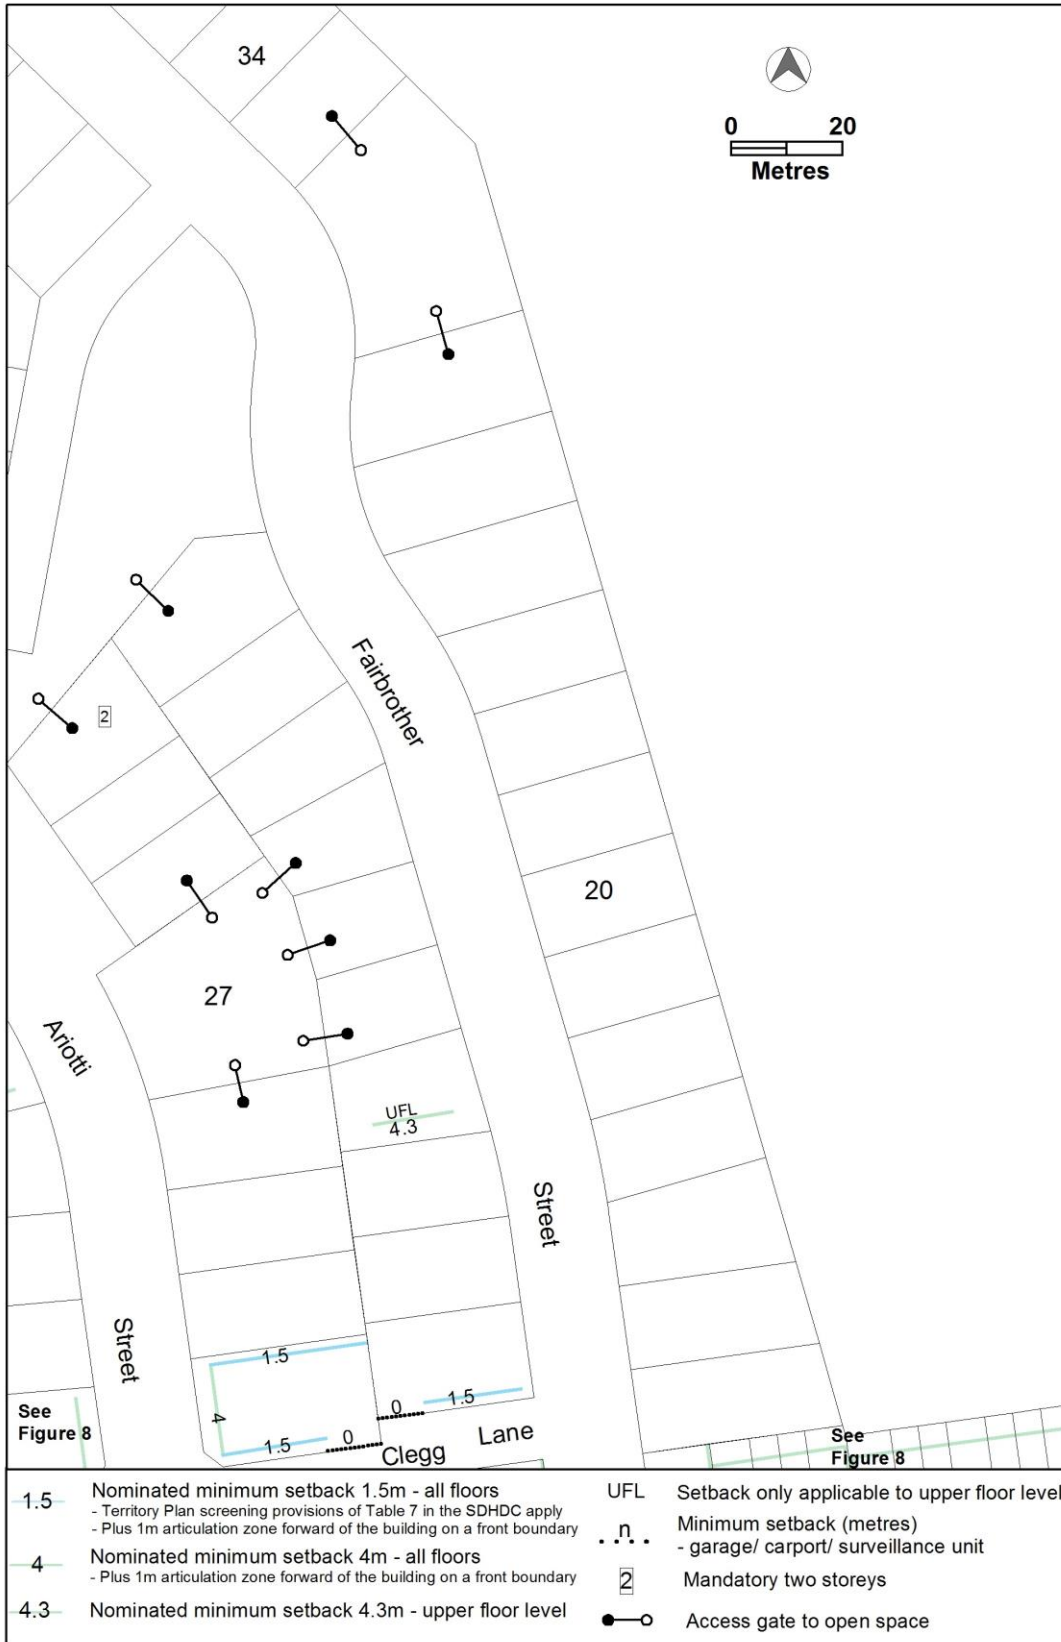 34
0 20
Metres
Fairbrother
2
20
27
Ariotti
UFL
4.3
Street
Street
1.5
0
1.5
4
1.5
0
Clegg Lane
See
Figure 8
See
Figure 8
1.5 Nominated minimum setback 1.5m - all floors
- Territory Plan screening provisions of Table 7 in the SDHDC apply
- Plus 1m articulation zone forward of the building on a front boundary
4 Nominated minimum setback 4m - all floors
- Plus 1m articulation zone forward of the building on a front boundary
4.3 Nominated minimum setback 4.3m - upper floor level
UFL Setback only applicable to upper floor level
n Minimum setback (metres)
- garage/ carport/ surveillance unit
2 Mandatory two storeys
Access gate to open space